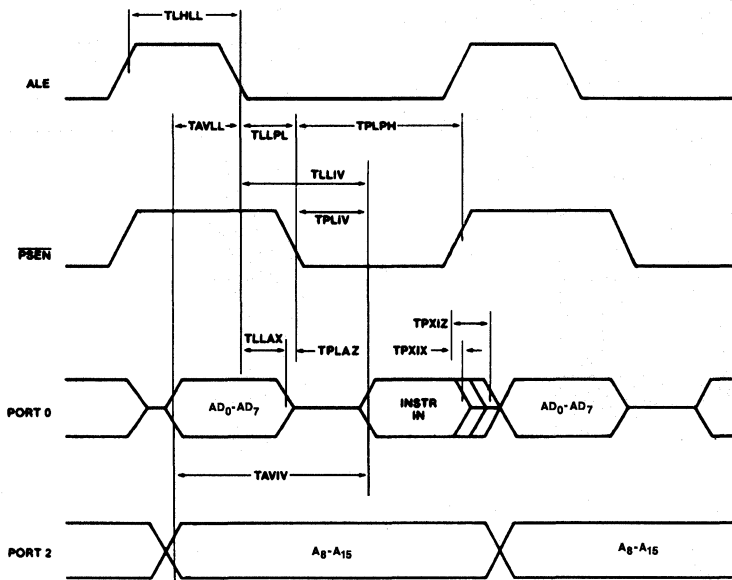 TLHLL
ALE
TAVLL
TLLPL
TPLPH
TLLIV
TPLIV
PSEN
TPXIZ
TLLAX
TPLAZ
TPXIX
PORT 0
AD0-AD7
INSTR
IN
AD0-AD7
TAVIV
PORT 2
A8-A15
A8-A15